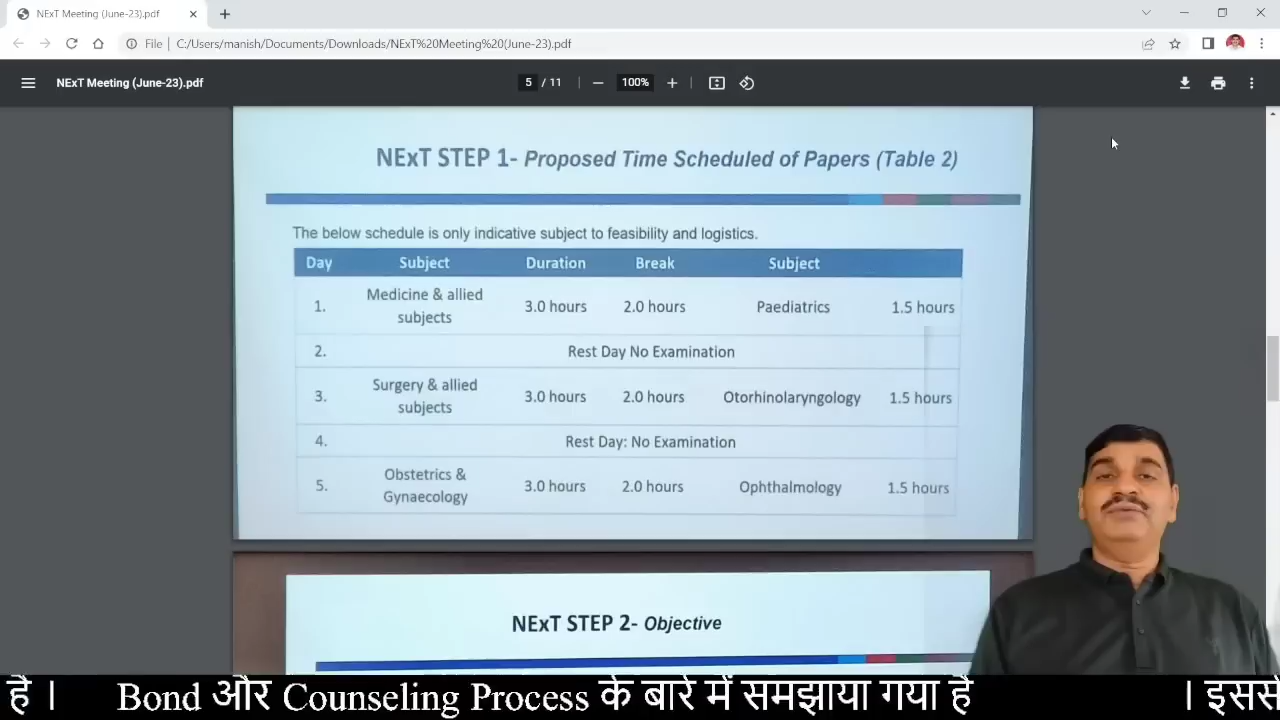 NExT Meeting (June-23).pdf
File C:/Users/manish/Documents/Downloads/NExT%20Meeting%20(June-23).pdf
NExT Meeting (June-23).pdf 5 / 11 100%
NExT STEP 1- Proposed Time Scheduled of Papers (Table 2)
The below schedule is only indicative subject to feasibility and logistics.
Day Subject Duration Break Subject
1. Medicine & allied subjects 3.0 hours 2.0 hours Paediatrics 1.5 hours
2. Rest Day No Examination
3. Surgery & allied subjects 3.0 hours 2.0 hours Otorhinolaryngology 1.5 hours
4. Rest Day: No Examination
5. Obstetrics & Gynaecology 3.0 hours 2.0 hours Ophthalmology 1.5 hours
NExT STEP 2- Objective
है । Bond और Counseling Process के बारे में समझाया गया है । इससे